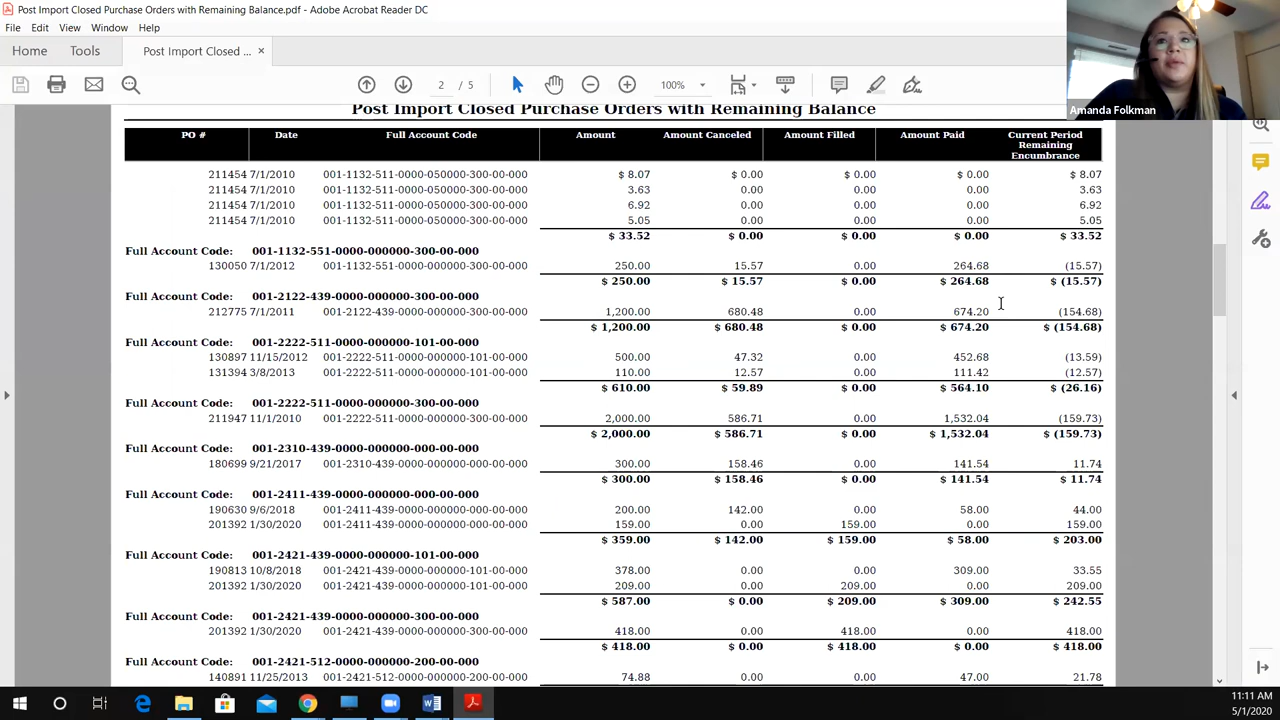 Post Import Closed Purchase Orders with Remaining Balance.pdf - Adobe Acrobat Reader DC
File Edit View Window Help
Home Tools Post Import Closed ... ×
2 / 5 100%
Amanda Folkman
Post Import Closed Purchase Orders with Remaining Balance
PO # Date Full Account Code Amount Amount Canceled Amount Filled Amount Paid Current Period
Remaining
Encumbrance
211454 7/1/2010 001-1132-511-0000-050000-300-00-000 $ 8.07 $ 0.00 $ 0.00 $ 0.00 $ 8.07
211454 7/1/2010 001-1132-511-0000-050000-300-00-000 3.63 0.00 0.00 0.00 3.63
211454 7/1/2010 001-1132-511-0000-050000-300-00-000 6.92 0.00 0.00 0.00 6.92
211454 7/1/2010 001-1132-511-0000-050000-300-00-000 5.05 0.00 0.00 0.00 5.05
$ 33.52 $ 0.00 $ 0.00 $ 0.00 $ 33.52
Full Account Code: 001-1132-551-0000-000000-300-00-000
130050 7/1/2012 001-1132-551-0000-000000-300-00-000 250.00 15.57 0.00 264.68 (15.57)
$ 250.00 $ 15.57 $ 0.00 $ 264.68 $ (15.57)
Full Account Code: 001-2122-439-0000-000000-300-00-000
212775 7/1/2011 001-2122-439-0000-000000-300-00-000 1,200.00 680.48 0.00 674.20 (154.68)
$ 1,200.00 $ 680.48 $ 0.00 $ 674.20 $ (154.68)
Full Account Code: 001-2222-511-0000-000000-101-00-000
130897 11/15/2012 001-2222-511-0000-000000-101-00-000 500.00 47.32 0.00 452.68 (13.59)
131394 3/8/2013 001-2222-511-0000-000000-101-00-000 110.00 12.57 0.00 111.42 (12.57)
$ 610.00 $ 59.89 $ 0.00 $ 564.10 $ (26.16)
Full Account Code: 001-2222-511-0000-000000-300-00-000
211947 11/1/2010 001-2222-511-0000-000000-300-00-000 2,000.00 586.71 0.00 1,532.04 (159.73)
$ 2,000.00 $ 586.71 $ 0.00 $ 1,532.04 $ (159.73)
Full Account Code: 001-2310-439-0000-000000-000-00-000
180699 9/21/2017 001-2310-439-0000-000000-000-00-000 300.00 158.46 0.00 141.54 11.74
$ 300.00 $ 158.46 $ 0.00 $ 141.54 $ 11.74
Full Account Code: 001-2411-439-0000-000000-000-00-000
190630 9/6/2018 001-2411-439-0000-000000-000-00-000 200.00 142.00 0.00 58.00 44.00
201392 1/30/2020 001-2411-439-0000-000000-000-00-000 159.00 0.00 159.00 0.00 159.00
$ 359.00 $ 142.00 $ 159.00 $ 58.00 $ 203.00
Full Account Code: 001-2421-439-0000-000000-101-00-000
190813 10/8/2018 001-2421-439-0000-000000-101-00-000 378.00 0.00 0.00 309.00 33.55
201392 1/30/2020 001-2421-439-0000-000000-101-00-000 209.00 0.00 209.00 0.00 209.00
$ 587.00 $ 0.00 $ 209.00 $ 309.00 $ 242.55
Full Account Code: 001-2421-439-0000-000000-300-00-000
201392 1/30/2020 001-2421-439-0000-000000-300-00-000 418.00 0.00 418.00 0.00 418.00
$ 418.00 $ 0.00 $ 418.00 $ 0.00 $ 418.00
Full Account Code: 001-2421-512-0000-000000-200-00-000
140891 11/25/2013 001-2421-512-0000-000000-200-00-000 74.88 0.00 0.00 47.00 21.78
11:11 AM
5/1/2020